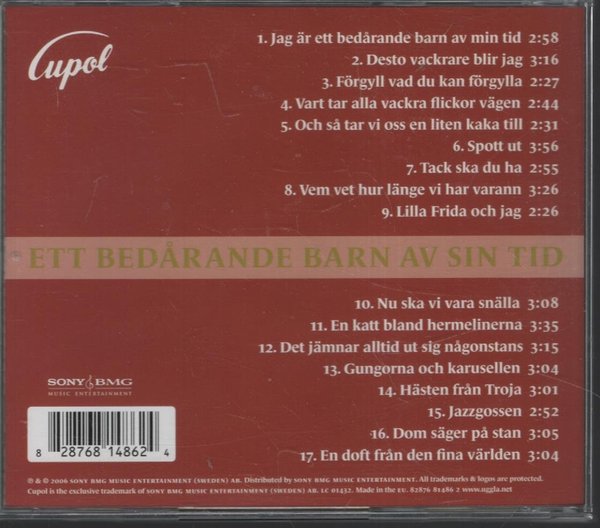 Cupol
1. Jag är ett bedårande barn av min tid 2:58
2. Desto vackrare blir jag 3:16
3. Förgyll vad du kan förgylla 2:27
4. Vart tar alla vackra flickor vägen 2:44
5. Och så tar vi oss en liten kaka till 2:31
6. Spott ut 3:56
7. Tack ska du ha 2:55
8. Vem vet hur länge vi har varann 3:26
9. Lilla Frida och jag 2:26
ETT BEDÅRANDE BARN AV SIN TID
10. Nu ska vi vara snälla 3:08
11. En katt bland hermelinerna 3:35
12. Det jämnar alltid ut sig någonstans 3:15
13. Gungorna och karusellen 3:04
14. Hästen från Troja 3:01
15. Jazzgossen 2:52
16. Dom säger på stan 3:05
17. En doft från den fina världen 3:04
SONY BMG
MUSIC ENTERTAINMENT
8 28768 14862 4
℗ & © 2006 SONY BMG MUSIC ENTERTAINMENT (SWEDEN) AB. Distributed by SONY BMG MUSIC ENTERTAINMENT. All trademarks & logos are protected.
Cupol is the exclusive trademark of SONY BMG MUSIC ENTERTAINMENT (SWEDEN) AB. LC 01432. Made in the EU. 82876 81486 2 www.uggla.net